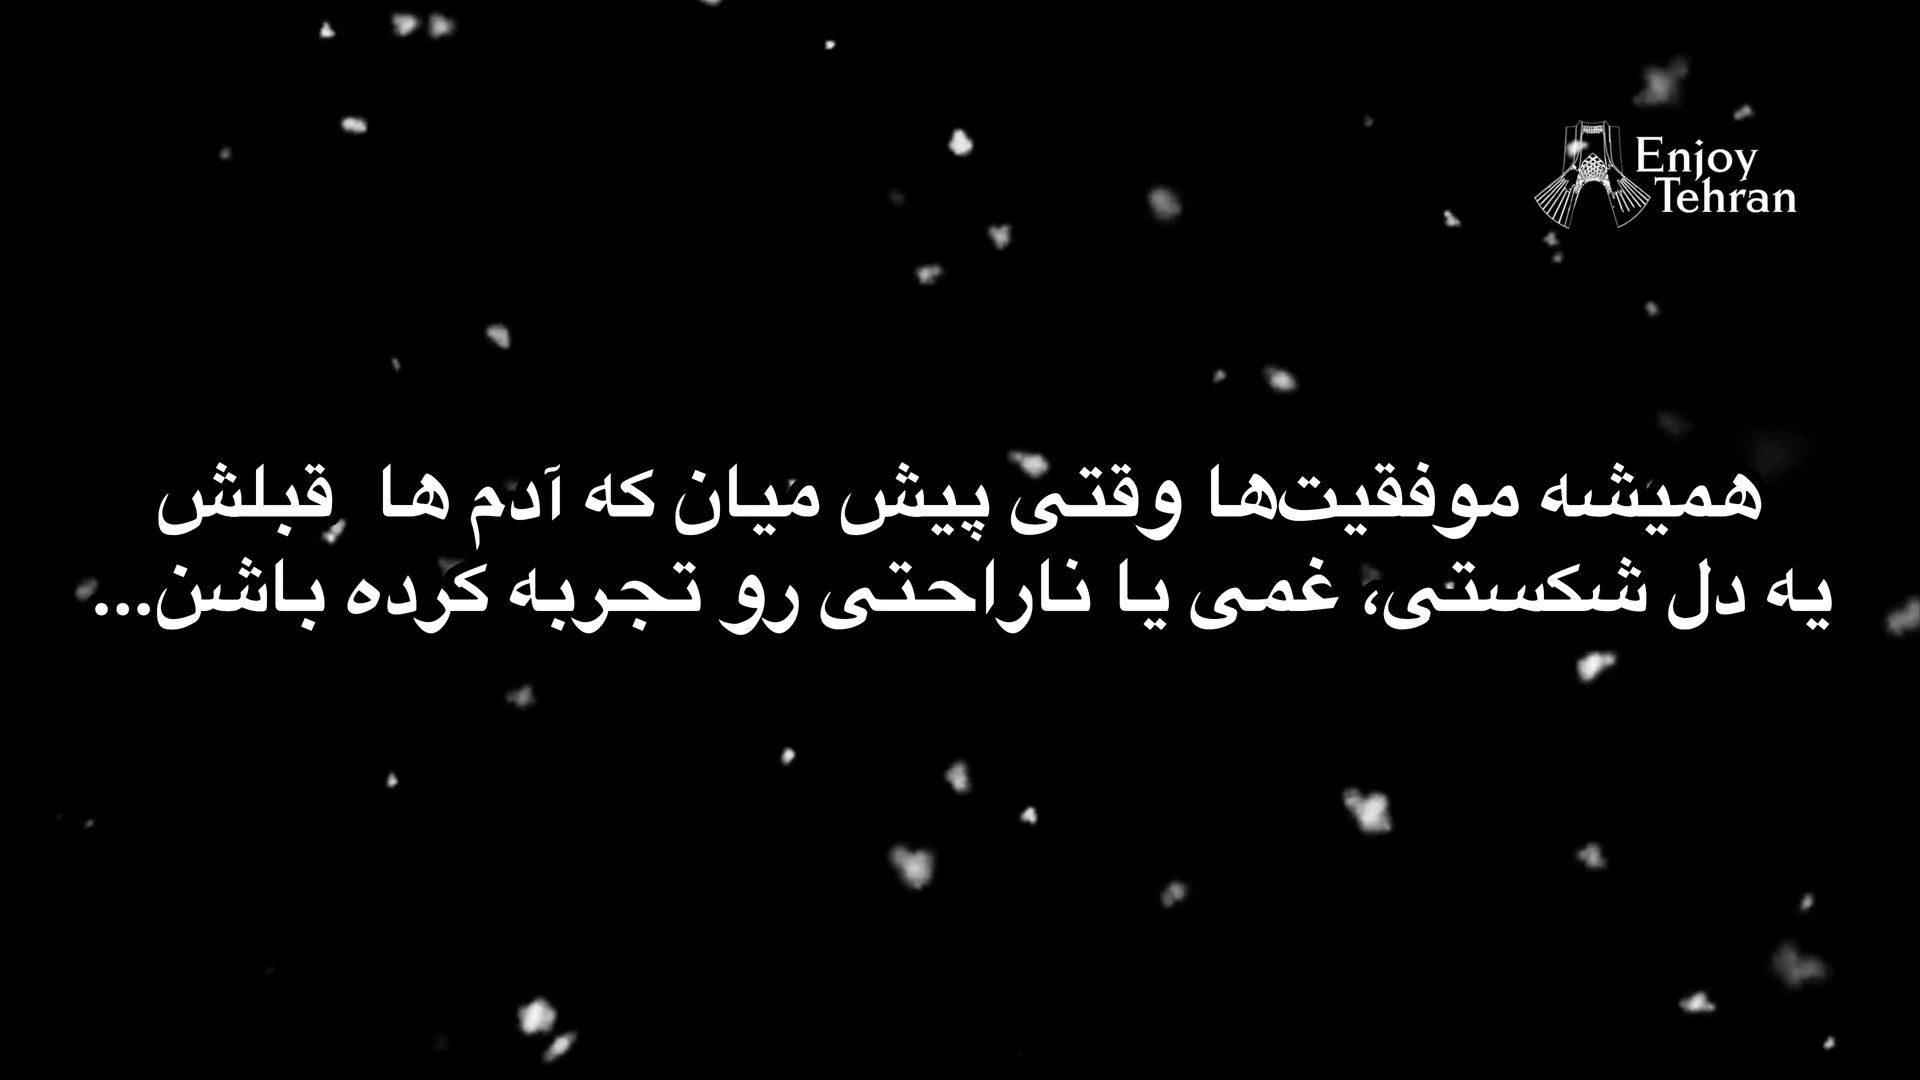 Enjoy
Tehran
همیشه موفقیت‌ها وقتی پیش میان که آدم ها قبلش
یه دل شکستی، غمی یا ناراحتی رو تجربه کرده باشن...